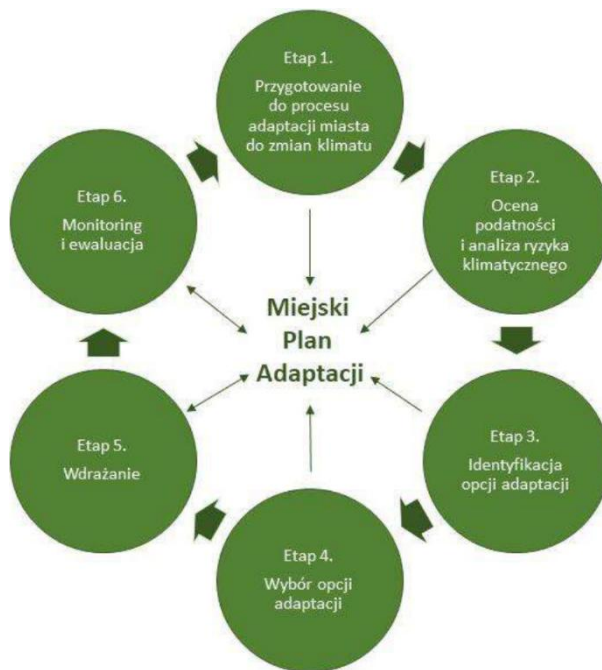 Etap 1.
Przygotowanie
do procesu
adaptacji miasta
do zmian klimatu
Etap 2.
Ocena
podatności
i analiza ryzyka
klimatycznego
Etap 3.
Identyfikacja
opcji adaptacji
Etap 4.
Wybór opcji
adaptacji
Etap 5.
Wdrażanie
Etap 6.
Monitoring
i ewaluacja
Miejski
Plan
Adaptacji